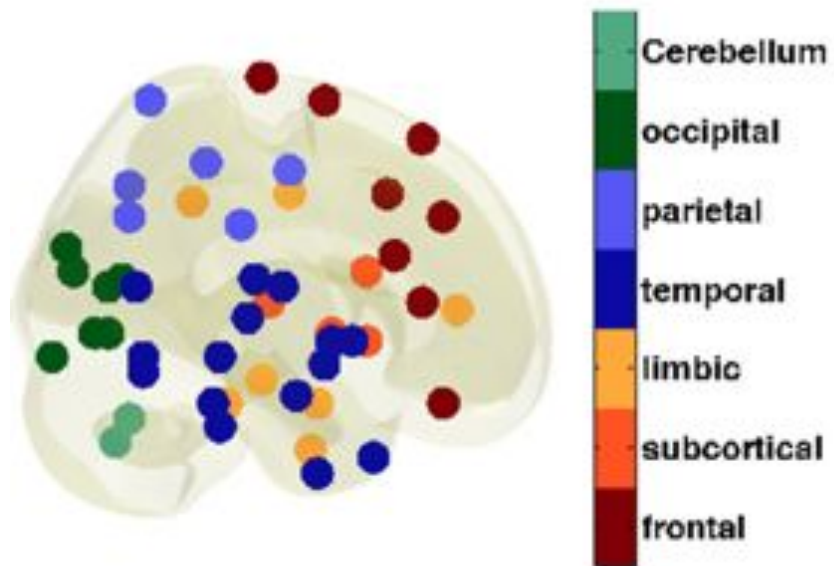 Cerebellum
occipital
parietal
temporal
limbic
subcortical
frontal